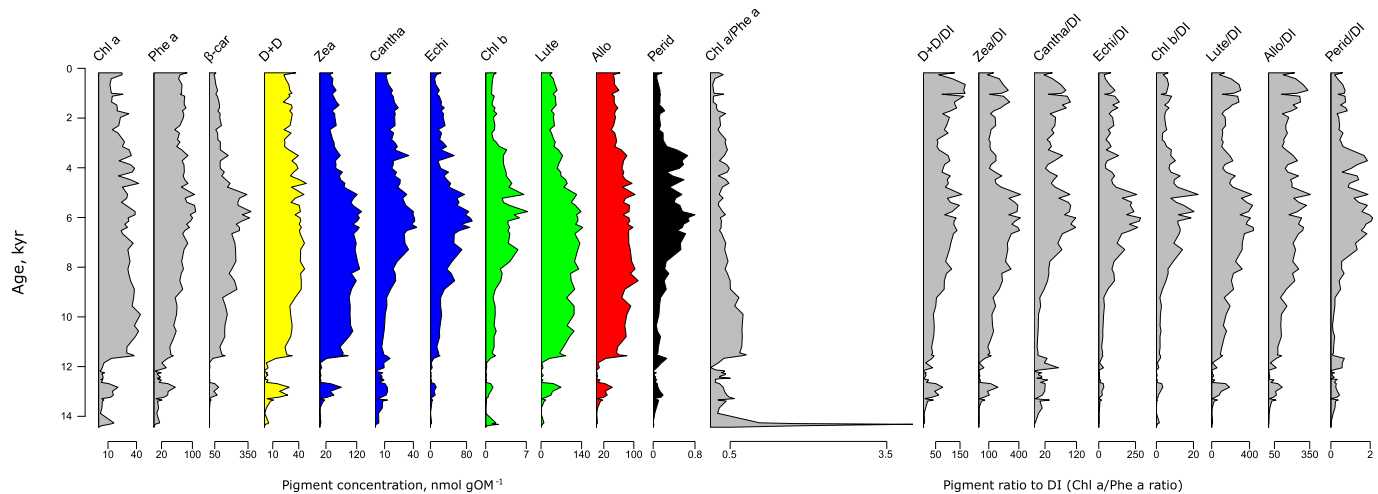 Chl a Phe a β-car D+D Zea Cantha Echi Chl b Lute Allo Perid Chl a/Phe a D+D/DI Zea/DI Cantha/DI Echi/DI Chl b/DI Lute/DI Allo/DI Perid/DI
0
2
4
6
8
10
12
14
Age, kyr
10 40 20 100 50 350 10 40 20 120 10 40 0 80 0 7 0 140 20 100 0 0.8 0.5 3.5 50 150 100 400 20 120 0 250 0 20 0 400 50 350 0 2
Pigment concentration, nmol gOM⁻¹ Pigment ratio to DI (Chl a/Phe a ratio)